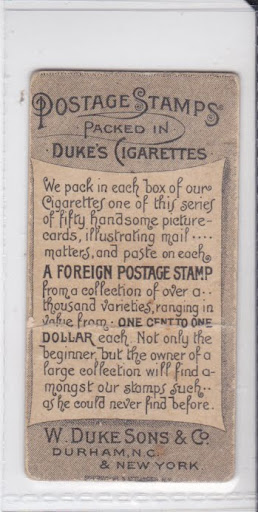 POSTAGE STAMPS
PACKED IN
DUKE'S CIGARETTES
We pack in each box of our
Cigarettes one of this series
of fifty handsome picture-
cards, illustrating mail ····
matters, and paste on each
A FOREIGN POSTAGE STAMP
from a collection of over a ··
thousand varieties, ranging in
value from ONE CENT TO ONE
DOLLAR each. Not only the
beginner but the owner of a
large collection will find a-
mongst our stamps such ··
as he could never find before.
W. DUKE SONS & CO.
DURHAM, N.C.
& NEW YORK